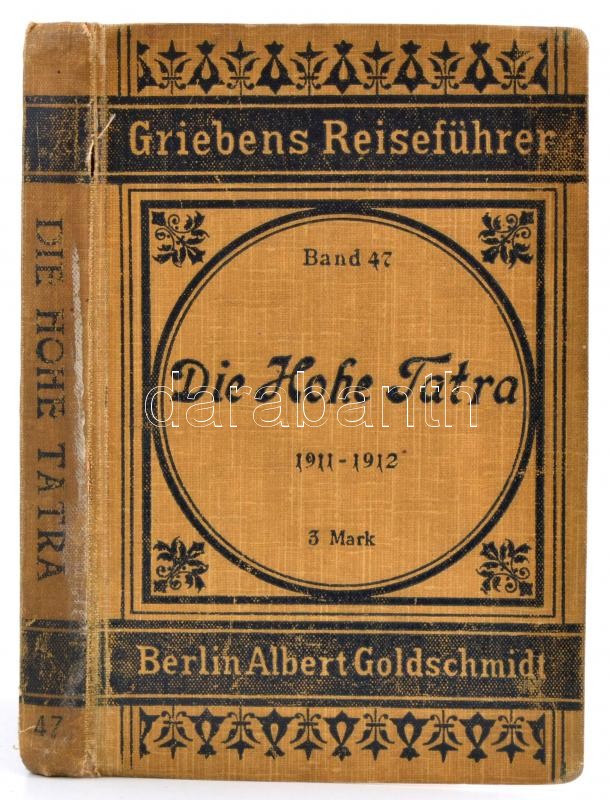 Griebens Reiseführer
Band 47
Die Hohe Tatra
1911-1912
3 Mark
Berlin Albert Goldschmidt
DIE HOHE TATRA
47
darabanth